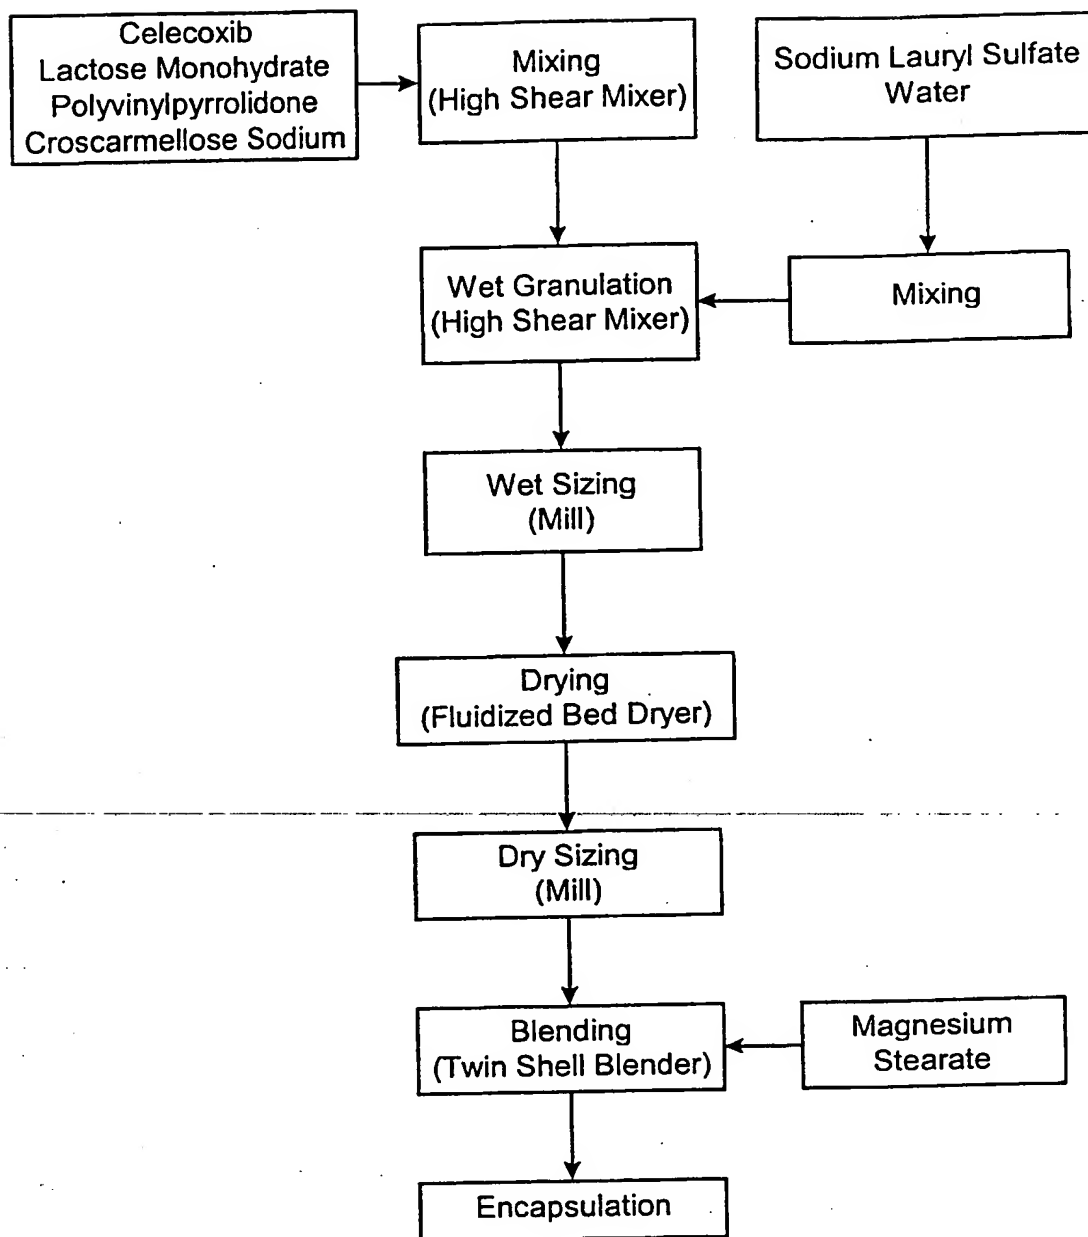 Celecoxib
Lactose Monohydrate
Polyvinylpyrrolidone
Croscarmellose Sodium
Mixing
(High Shear Mixer)
Sodium Lauryl Sulfate
Water
Wet Granulation
(High Shear Mixer)
Mixing
Wet Sizing
(Mill)
Drying
(Fluidized Bed Dryer)
Dry Sizing
(Mill)
Blending
(Twin Shell Blender)
Magnesium
Stearate
Encapsulation